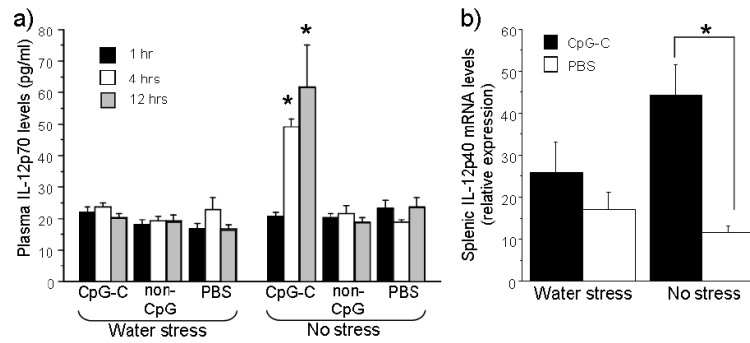 a)
Plasma IL-12p70 levels (pg/ml)
80
70
60
50
40
30
20
10
0
1 hr
4 hrs
12 hrs
*
*
CpG-C
non-
CpG
PBS
CpG-C
non-
CpG
PBS
Water stress
No stress
b)
Splenic IL-12p40 mRNA levels
(relative expression)
60
50
40
30
20
10
0
CpG-C
PBS
*
Water stress
No stress